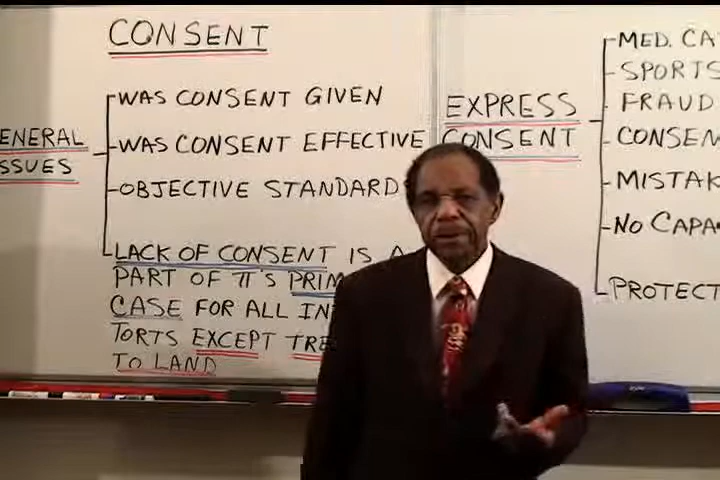 CONSENT
ENERAL
SSUES
WAS CONSENT GIVEN
WAS CONSENT EFFECTIVE
OBJECTIVE STANDARD
LACK OF CONSENT IS A
PART OF π'S PRIM
CASE FOR ALL IN
TORTS EXCEPT TRE
TO LAND
EXPRESS
CONSENT
MED. CA
SPORTS
FRAUD
CONSEN
MISTAK
NO CAPA
PROTECT